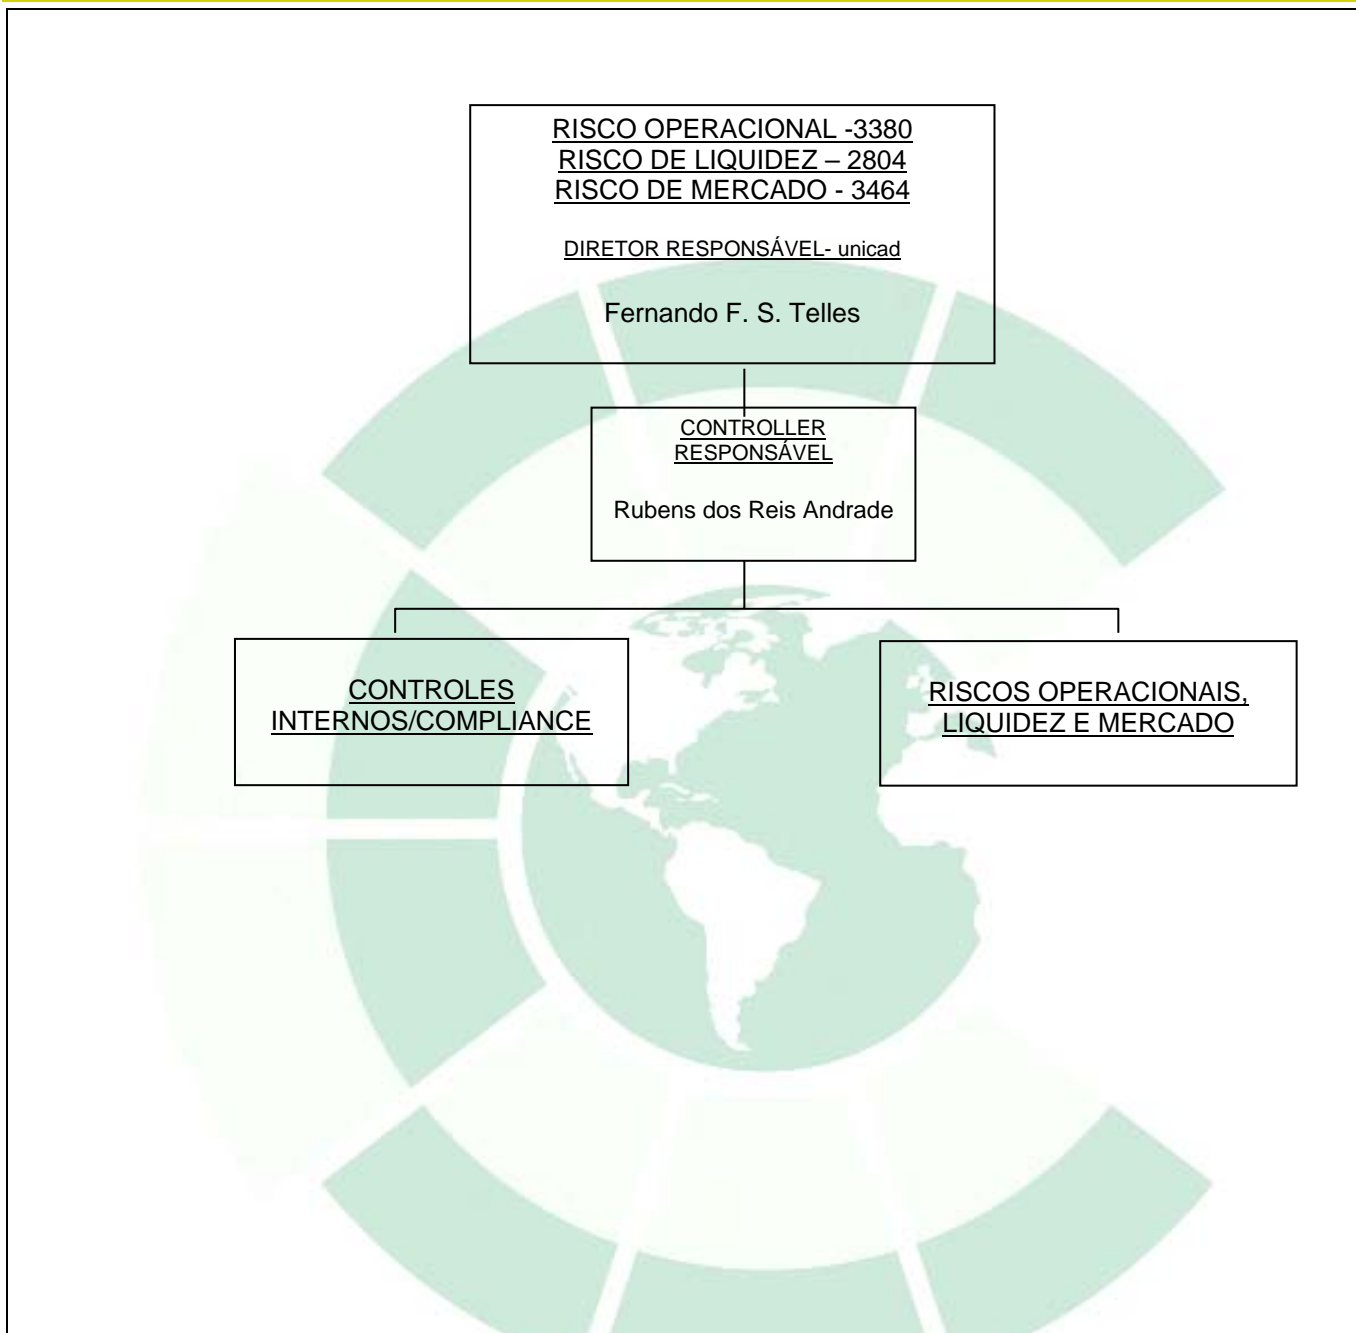 RISCO OPERACIONAL -3380
RISCO DE LIQUIDEZ – 2804
RISCO DE MERCADO - 3464
DIRETOR RESPONSÁVEL- unicad
Fernando F. S. Telles
CONTROLLER
RESPONSÁVEL
Rubens dos Reis Andrade
CONTROLES
INTERNOS/COMPLIANCE
RISCOS OPERACIONAIS,
LIQUIDEZ E MERCADO